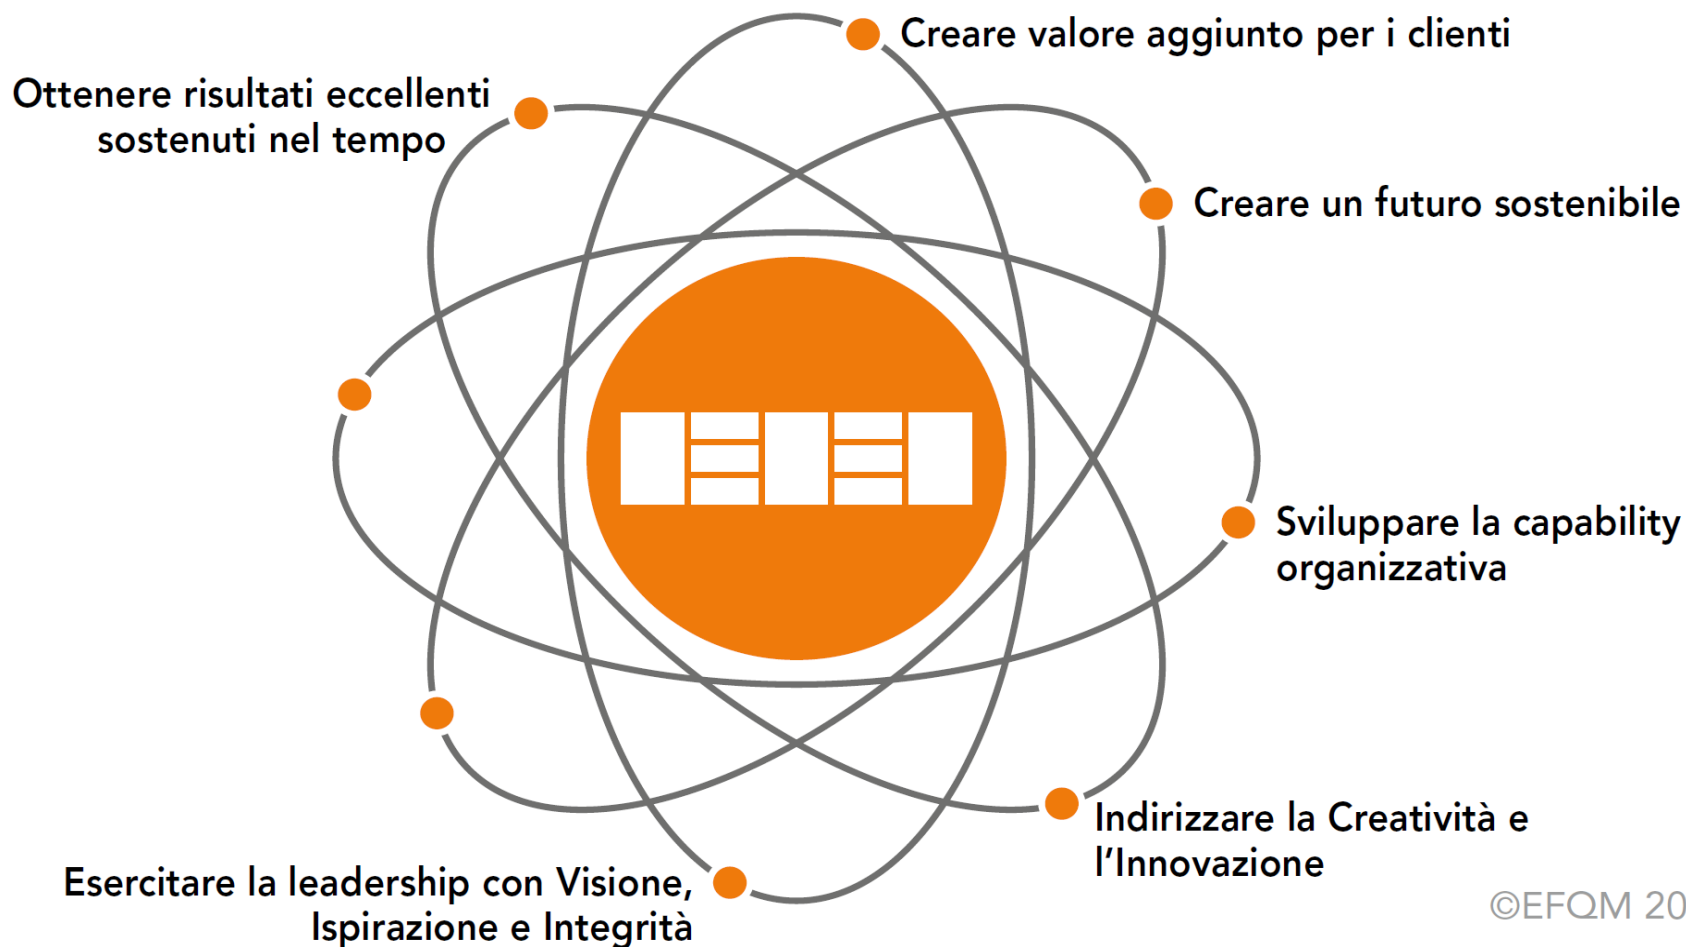 Creare valore aggiunto per i clienti
Ottenere risultati eccellenti
sostenuti nel tempo
Creare un futuro sostenibile
Sviluppare la capability
organizzativa
Indirizzare la Creatività e
l'Innovazione
Esercitare la leadership con Visione,
Ispirazione e Integrità
©EFQM 20